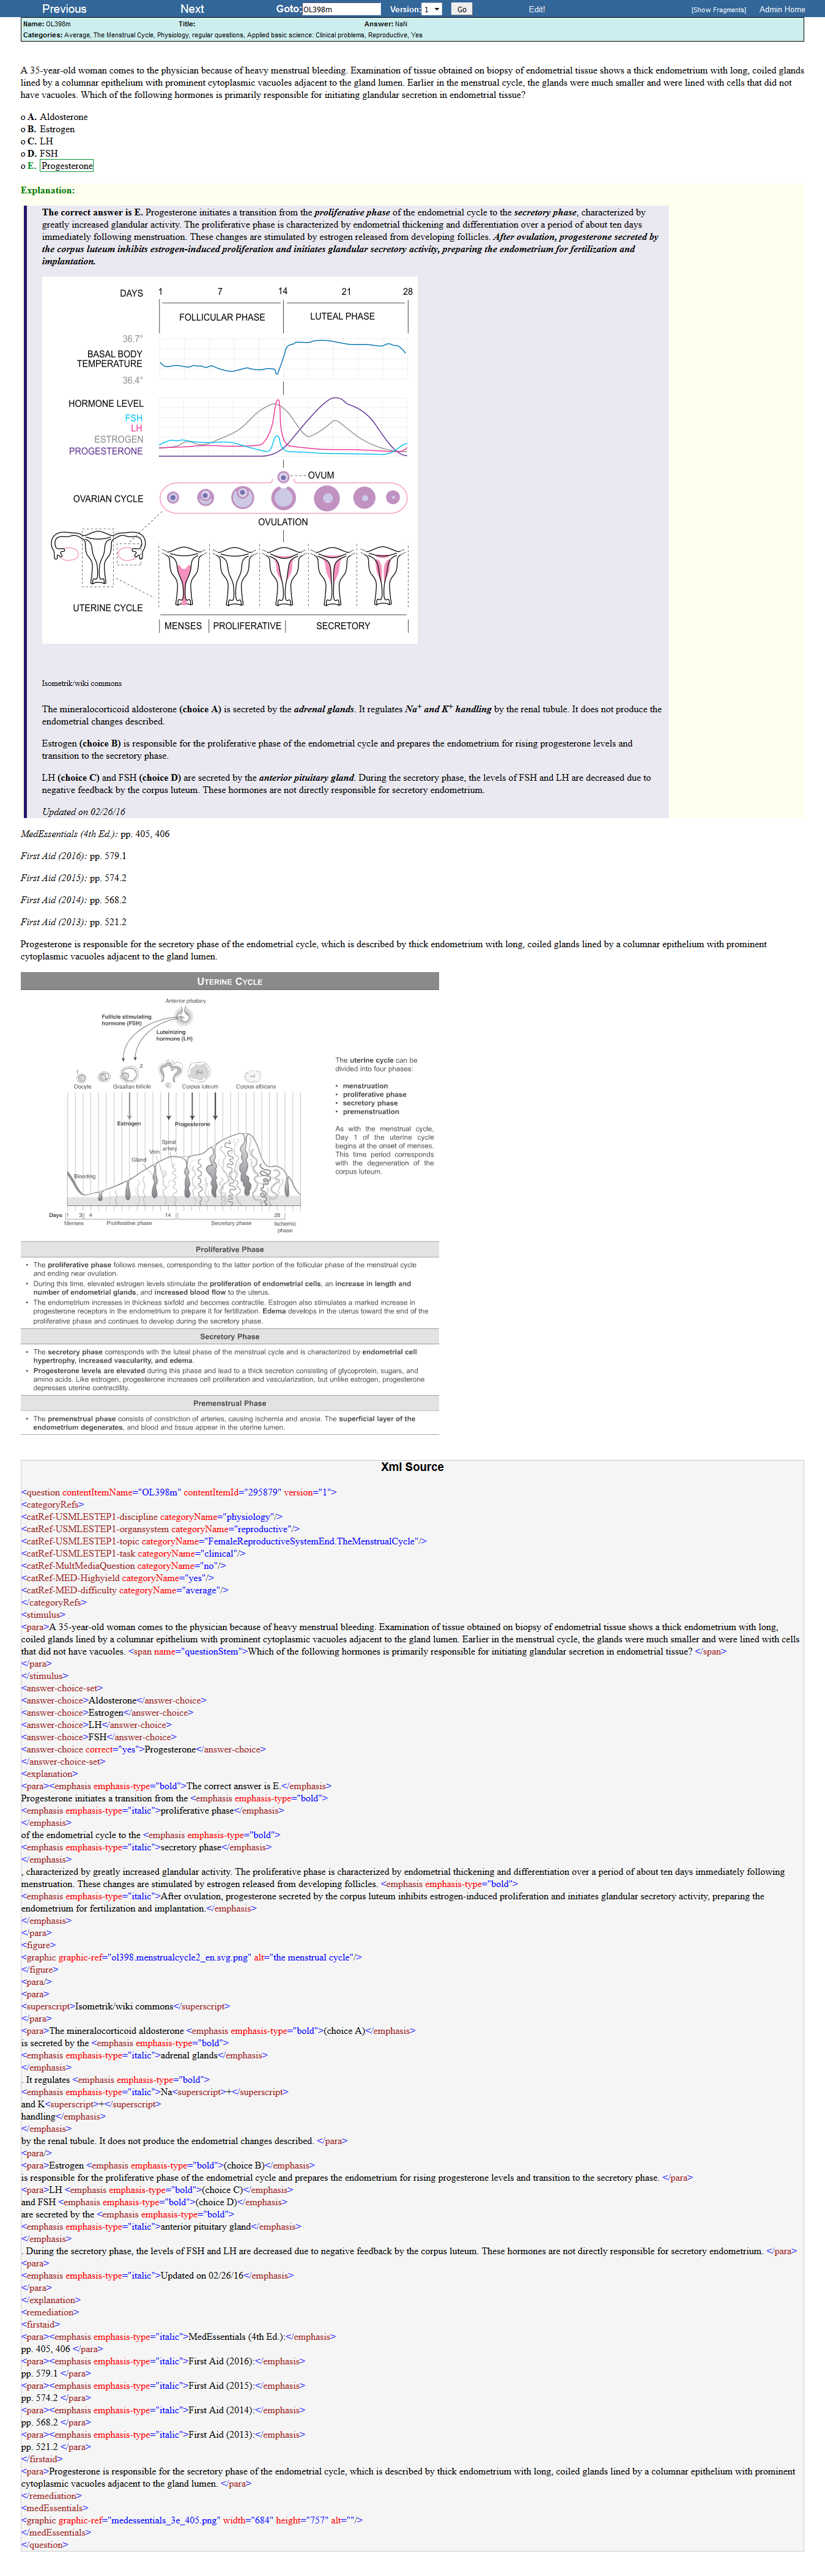 Previous Next Goto: OL398m Version: 1 Go Edit! [Show Fragments] Admin Home
Name: OL398m Title: Answer: NaN
Categories: Average, The Menstrual Cycle, Physiology, regular questions, Applied basic science: Clinical problems, Reproductive, Yes
A 35-year-old woman comes to the physician because of heavy menstrual bleeding. Examination of tissue obtained on biopsy of endometrial tissue shows a thick endometrium with long, coiled glands
lined by a columnar epithelium with prominent cytoplasmic vacuoles adjacent to the gland lumen. Earlier in the menstrual cycle, the glands were much smaller and were lined with cells that did not
have vacuoles. Which of the following hormones is primarily responsible for initiating glandular secretion in endometrial tissue?
o A. Aldosterone
o B. Estrogen
o C. LH
o D. FSH
o E. Progesterone
Explanation:
The correct answer is E. Progesterone initiates a transition from the proliferative phase of the endometrial cycle to the secretory phase, characterized by
greatly increased glandular activity. The proliferative phase is characterized by endometrial thickening and differentiation over a period of about ten days
immediately following menstruation. These changes are stimulated by estrogen released from developing follicles. After ovulation, progesterone secreted by
the corpus luteum inhibits estrogen-induced proliferation and initiates glandular secretory activity, preparing the endometrium for fertilization and
implantation.
DAYS 1 7 14 21 28
FOLLICULAR PHASE LUTEAL PHASE
36.7°
BASAL BODY
TEMPERATURE
36.4°
HORMONE LEVEL
FSH
LH
ESTROGEN
PROGESTERONE
OVUM
OVARIAN CYCLE
OVULATION
UTERINE CYCLE
MENSES PROLIFERATIVE SECRETORY
Isometrik/wiki commons
The mineralocorticoid aldosterone (choice A) is secreted by the adrenal glands. It regulates Na+ and K+ handling by the renal tubule. It does not produce the
endometrial changes described.
Estrogen (choice B) is responsible for the proliferative phase of the endometrial cycle and prepares the endometrium for rising progesterone levels and
transition to the secretory phase.
LH (choice C) and FSH (choice D) are secreted by the anterior pituitary gland. During the secretory phase, the levels of FSH and LH are decreased due to
negative feedback by the corpus luteum. These hormones are not directly responsible for secretory endometrium.
Updated on 02/26/16
MedEssentials (4th Ed.): pp. 405, 406
First Aid (2016): pp. 579.1
First Aid (2015): pp. 574.2
First Aid (2014): pp. 568.2
First Aid (2013): pp. 521.2
Progesterone is responsible for the secretory phase of the endometrial cycle, which is described by thick endometrium with long, coiled glands lined by a columnar epithelium with prominent
cytoplasmic vacuoles adjacent to the gland lumen.
UTERINE CYCLE
Anterior pituitary
Follicle stimulating
hormone (FSH)
Luteinizing
hormone (LH)
1 2
Oocyte Graafian follicle Corpus luteum Corpus albicans
Estrogen Progesterone
Spiral
artery
Vein
Gland
Bleeding
Days 1 3 4 14 28
Menses Proliferative phase Secretory phase Ischemic
phase
The uterine cycle can be
divided into four phases:
• menstruation
• proliferative phase
• secretory phase
• premenstruation
As with the menstrual cycle,
Day 1 of the uterine cycle
begins at the onset of menses.
This time period corresponds
with the degeneration of the
corpus luteum.
Proliferative Phase
• The proliferative phase follows menses, corresponding to the latter portion of the follicular phase of the menstrual cycle
and ending near ovulation.
• During this time, elevated estrogen levels stimulate the proliferation of endometrial cells, an increase in length and
number of endometrial glands, and increased blood flow to the uterus.
• The endometrium increases in thickness sixfold and becomes contractile. Estrogen also stimulates a marked increase in
progesterone receptors in the endometrium to prepare it for fertilization. Edema develops in the uterus toward the end of the
proliferative phase and continues to develop during the secretory phase.
Secretory Phase
• The secretory phase corresponds with the luteal phase of the menstrual cycle and is characterized by endometrial cell
hypertrophy, increased vascularity, and edema.
• Progesterone levels are elevated during this phase and lead to a thick secretion consisting of glycoprotein, sugars, and
amino acids. Like estrogen, progesterone increases cell proliferation and vascularization, but unlike estrogen, progesterone
depresses uterine contractility.
Premenstrual Phase
• The premenstrual phase consists of constriction of arteries, causing ischemia and anoxia. The superficial layer of the
endometrium degenerates, and blood and tissue appear in the uterine lumen.
Xml Source
<question contentItemName="OL398m" contentItemId="295879" version="1">
<categoryRefs>
<catRef-USMLESTEP1-discipline categoryName="physiology"/>
<catRef-USMLESTEP1-organsystem categoryName="reproductive"/>
<catRef-USMLESTEP1-topic categoryName="FemaleReproductiveSystemEnd.TheMenstrualCycle"/>
<catRef-USMLESTEP1-task categoryName="clinical"/>
<catRef-MultMediaQuestion categoryName="no"/>
<catRef-MED-Highyield categoryName="yes"/>
<catRef-MED-difficulty categoryName="average"/>
</categoryRefs>
<stimulus>
<para>A 35-year-old woman comes to the physician because of heavy menstrual bleeding. Examination of tissue obtained on biopsy of endometrial tissue shows a thick endometrium with long,
coiled glands lined by a columnar epithelium with prominent cytoplasmic vacuoles adjacent to the gland lumen. Earlier in the menstrual cycle, the glands were much smaller and were lined with cells
that did not have vacuoles. <span name="questionStem">Which of the following hormones is primarily responsible for initiating glandular secretion in endometrial tissue? </span>
</para>
</stimulus>
<answer-choice-set>
<answer-choice>Aldosterone</answer-choice>
<answer-choice>Estrogen</answer-choice>
<answer-choice>LH</answer-choice>
<answer-choice>FSH</answer-choice>
<answer-choice correct="yes">Progesterone</answer-choice>
</answer-choice-set>
<explanation>
<para><emphasis emphasis-type="bold">The correct answer is E.</emphasis>
Progesterone initiates a transition from the <emphasis emphasis-type="bold">
<emphasis emphasis-type="italic">proliferative phase</emphasis>
</emphasis>
of the endometrial cycle to the <emphasis emphasis-type="bold">
<emphasis emphasis-type="italic">secretory phase</emphasis>
</emphasis>
, characterized by greatly increased glandular activity. The proliferative phase is characterized by endometrial thickening and differentiation over a period of about ten days immediately following
menstruation. These changes are stimulated by estrogen released from developing follicles. <emphasis emphasis-type="bold">
<emphasis emphasis-type="italic">After ovulation, progesterone secreted by the corpus luteum inhibits estrogen-induced proliferation and initiates glandular secretory activity, preparing the
endometrium for fertilization and implantation.</emphasis>
</emphasis>
</para>
<figure>
<graphic graphic-ref="ol398.menstrualcycle2_en.svg.png" alt="the menstrual cycle"/>
</figure>
<para/>
<para>
<superscript>Isometrik/wiki commons</superscript>
</para>
<para>The mineralocorticoid aldosterone <emphasis emphasis-type="bold">(choice A)</emphasis>
is secreted by the <emphasis emphasis-type="bold">
<emphasis emphasis-type="italic">adrenal glands</emphasis>
</emphasis>
. It regulates <emphasis emphasis-type="bold">
<emphasis emphasis-type="italic">Na<superscript>+</superscript>
and K<superscript>+</superscript>
handling</emphasis>
</emphasis>
by the renal tubule. It does not produce the endometrial changes described. </para>
<para/>
<para>Estrogen <emphasis emphasis-type="bold">(choice B)</emphasis>
is responsible for the proliferative phase of the endometrial cycle and prepares the endometrium for rising progesterone levels and transition to the secretory phase. </para>
<para>LH <emphasis emphasis-type="bold">(choice C)</emphasis>
and FSH <emphasis emphasis-type="bold">(choice D)</emphasis>
are secreted by the <emphasis emphasis-type="bold">
<emphasis emphasis-type="italic">anterior pituitary gland</emphasis>
</emphasis>
. During the secretory phase, the levels of FSH and LH are decreased due to negative feedback by the corpus luteum. These hormones are not directly responsible for secretory endometrium. </para>
<para>
<emphasis emphasis-type="italic">Updated on 02/26/16</emphasis>
</para>
</explanation>
<remediation>
<firstaid>
<para><emphasis emphasis-type="italic">MedEssentials (4th Ed.):</emphasis>
pp. 405, 406 </para>
<para><emphasis emphasis-type="italic">First Aid (2016):</emphasis>
pp. 579.1 </para>
<para><emphasis emphasis-type="italic">First Aid (2015):</emphasis>
pp. 574.2 </para>
<para><emphasis emphasis-type="italic">First Aid (2014):</emphasis>
pp. 568.2 </para>
<para><emphasis emphasis-type="italic">First Aid (2013):</emphasis>
pp. 521.2 </para>
</firstaid>
<para>Progesterone is responsible for the secretory phase of the endometrial cycle, which is described by thick endometrium with long, coiled glands lined by a columnar epithelium with prominent
cytoplasmic vacuoles adjacent to the gland lumen. </para>
</remediation>
<medEssentials>
<graphic graphic-ref="medessentials_3e_405.png" width="684" height="757" alt=""/>
</medEssentials>
</question>